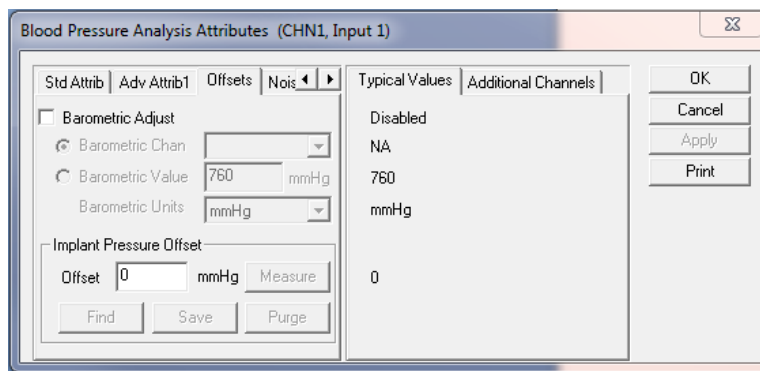 Blood Pressure Analysis Attributes (CHN1, Input 1)
Std Attrib Adv Attrib1 Offsets Typical Values Additional Channels OK
Barometric Adjust Disabled Cancel
Barometric Chan NA Apply
Barometric Value 760 mmHg 760 Print
Barometric Units mmHg mmHg
Implant Pressure Offset
Offset 0 mmHg Measure 0
Find Save Purge